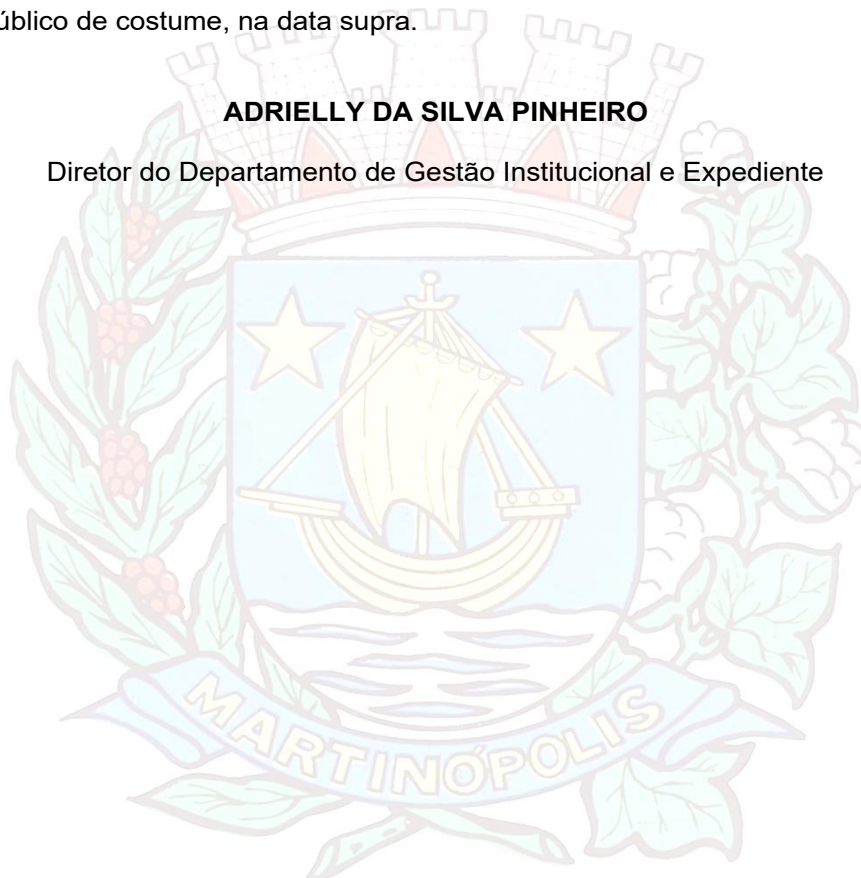 úblico de costume, na data supra.
ADRIELLY DA SILVA PINHEIRO
Diretor do Departamento de Gestão Institucional e Expediente
MARTINÓPOLIS